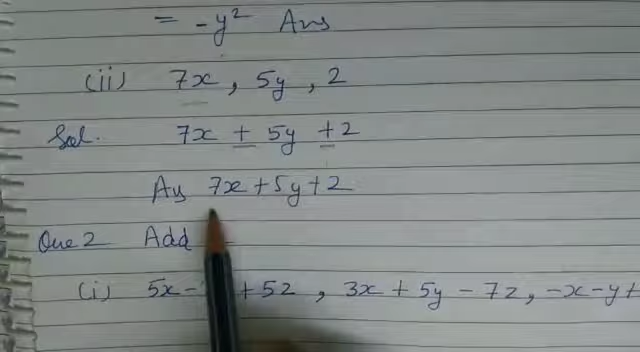 = -y² Ans
(ii) 7x, 5y, 2
Sol. 7x + 5y + 2
Ans 7x + 5y + 2
Que 2 Add
(i) 5x - + 5z, 3x + 5y - 7z, -x - y +